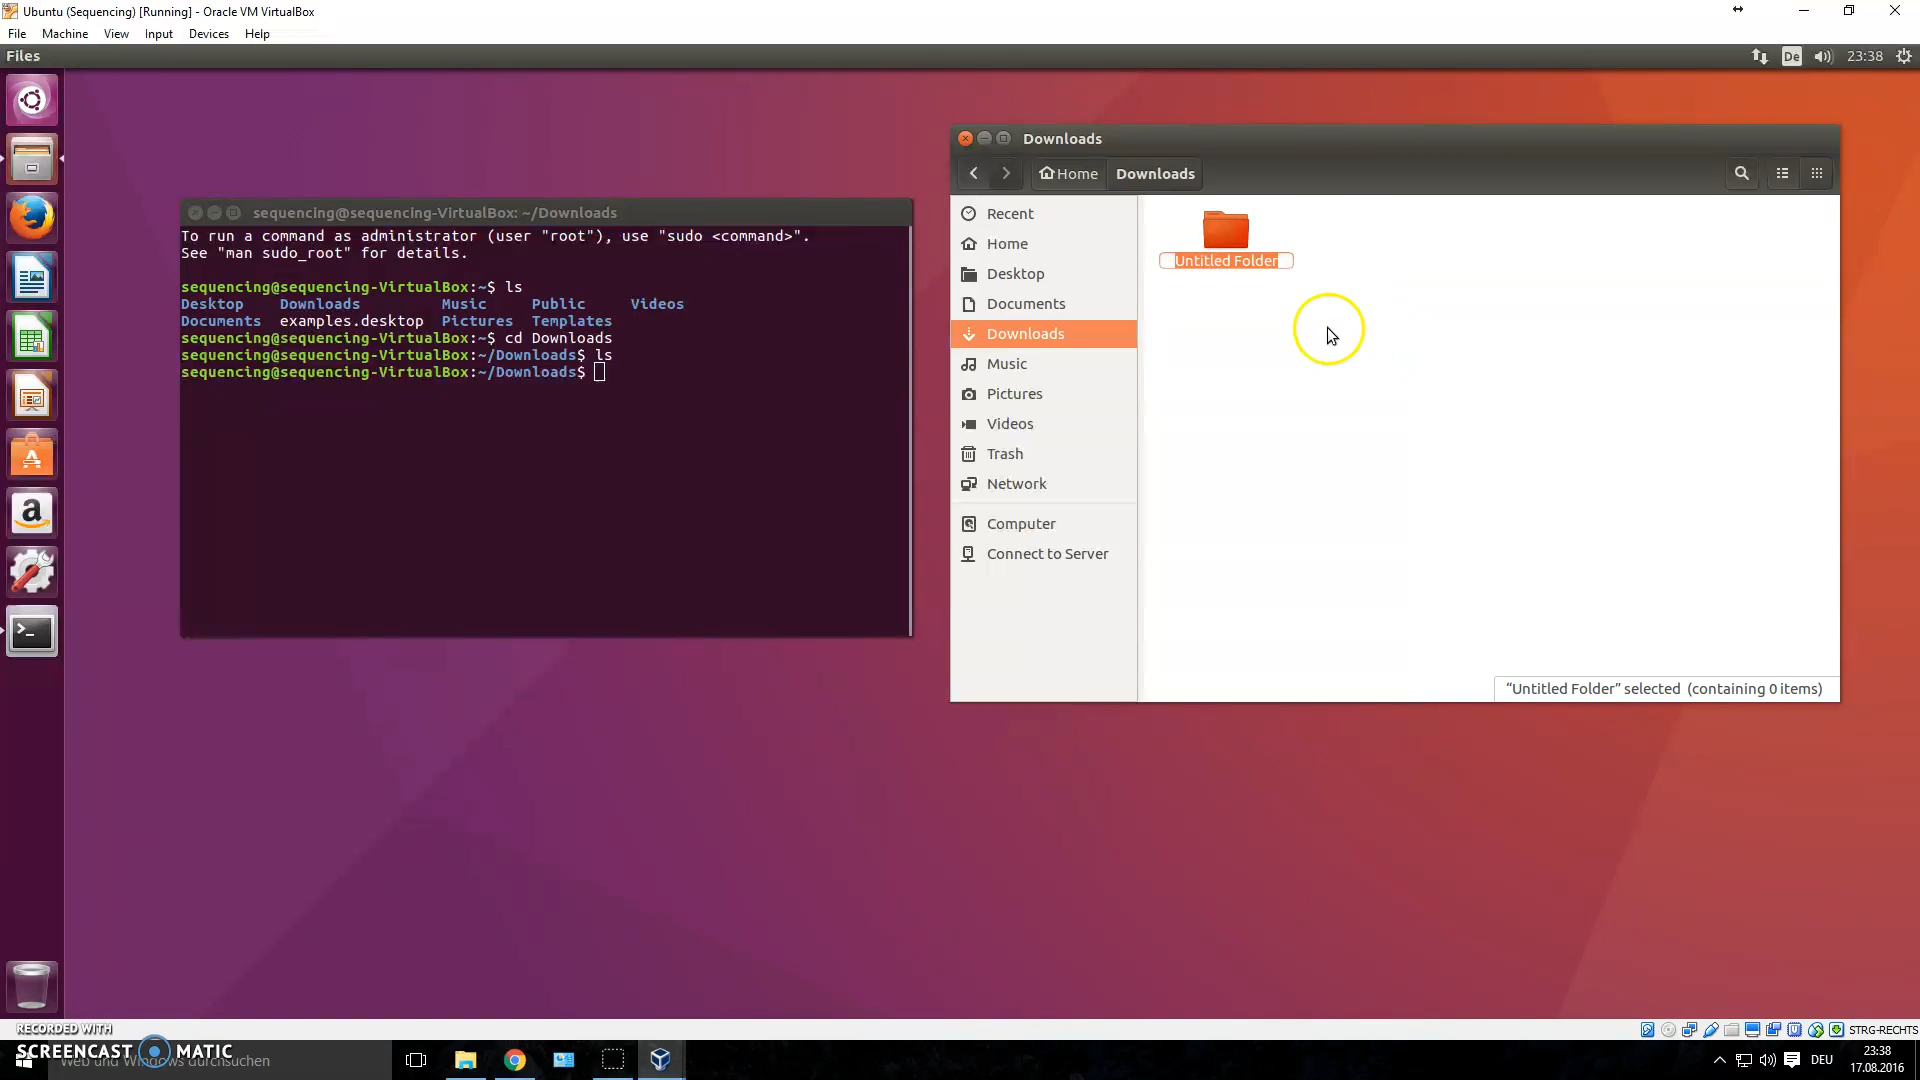 Ubuntu (Sequencing) [Running] - Oracle VM VirtualBox
File Machine View Input Devices Help
Files
De
23:38
sequencing@sequencing-VirtualBox: ~/Downloads
To run a command as administrator (user "root"), use "sudo <command>".
See "man sudo_root" for details.
sequencing@sequencing-VirtualBox:~$ ls
Desktop Downloads Music Public Videos
Documents examples.desktop Pictures Templates
sequencing@sequencing-VirtualBox:~$ cd Downloads
sequencing@sequencing-VirtualBox:~/Downloads$ ls
sequencing@sequencing-VirtualBox:~/Downloads$
Downloads
Home Downloads
Recent
Home
Desktop
Documents
Downloads
Music
Pictures
Videos
Trash
Network
Computer
Connect to Server
Untitled Folder
“Untitled Folder” selected (containing 0 items)
STRG-RECHTS
RECORDED WITH
SCREENCAST MATIC
Web und Windows durchsuchen
DEU
23:38
17.08.2016